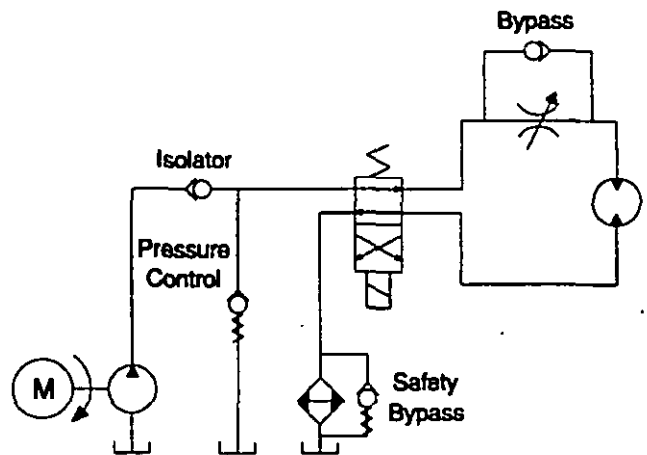 Bypass
Isolator
Pressure
Control
M
Safety
Bypass